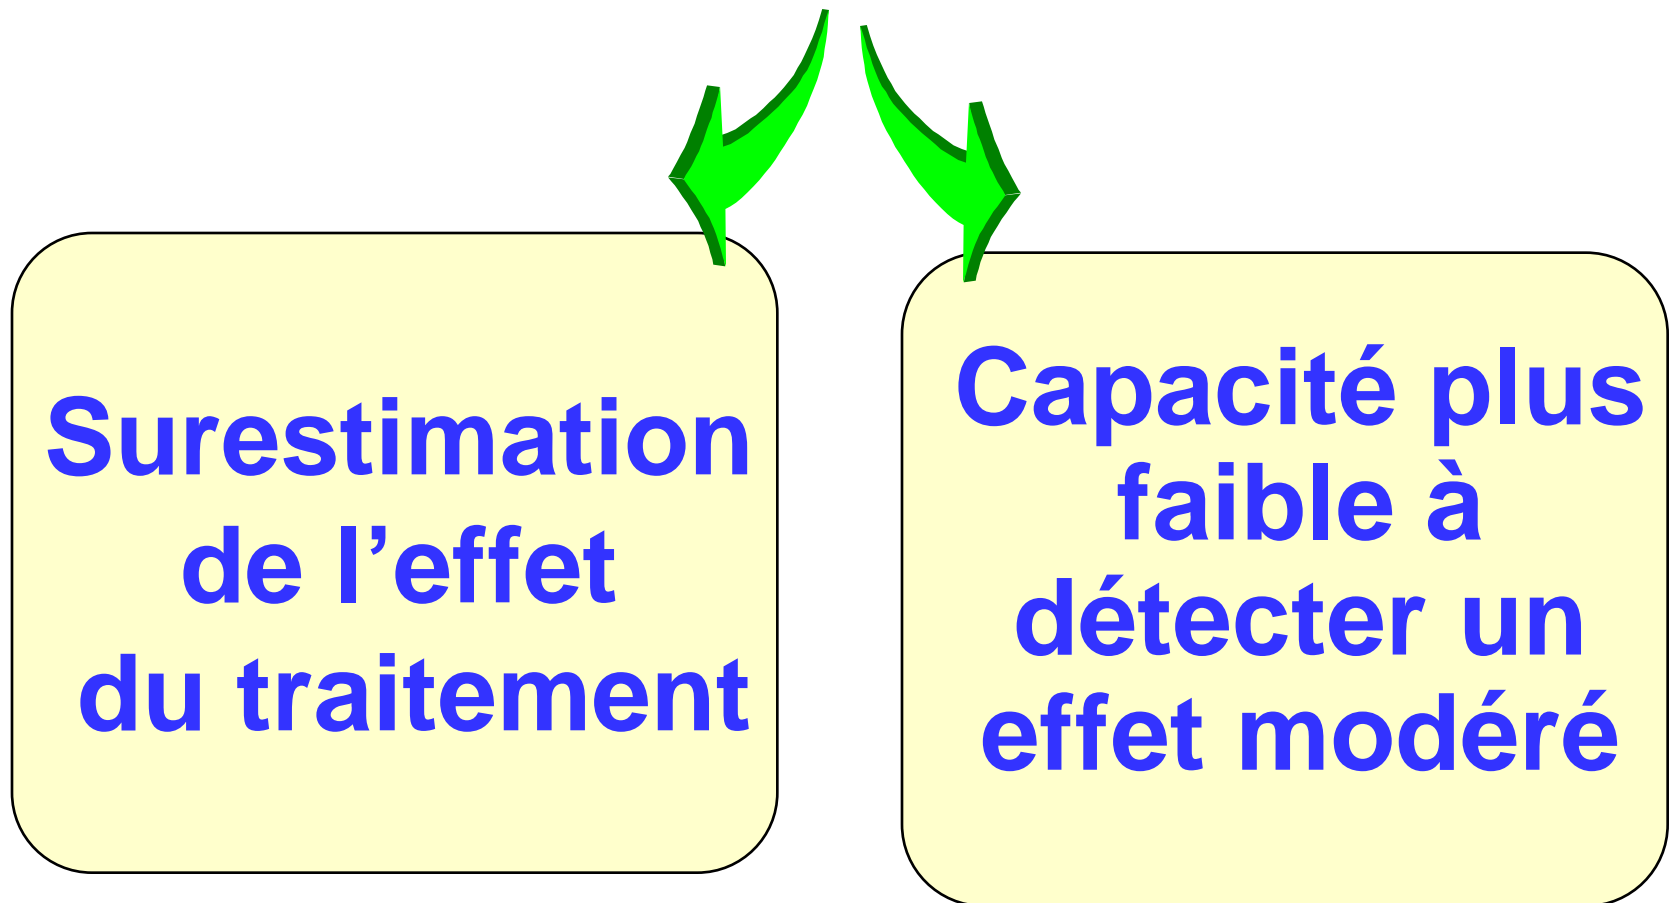 Surestimation
de l’effet
du traitement
Capacité plus
faible à
détecter un
effet modéré